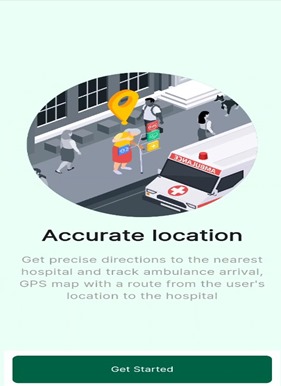 AMBULANCE
Accurate location
Get precise directions to the nearest
hospital and track ambulance arrival,
GPS map with a route from the user's
location to the hospital
Get Started